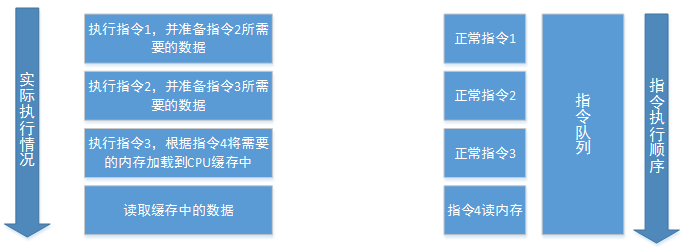 实际执行情况
执行指令1，并准备指令2所需
要的数据
执行指令2，并准备指令3所需
要的数据
执行指令3，根据指令4将需要
的内存加载到CPU缓存中
读取缓存中的数据
正常指令1
正常指令2
正常指令3
指令4读内存
指令队列
指令执行顺序